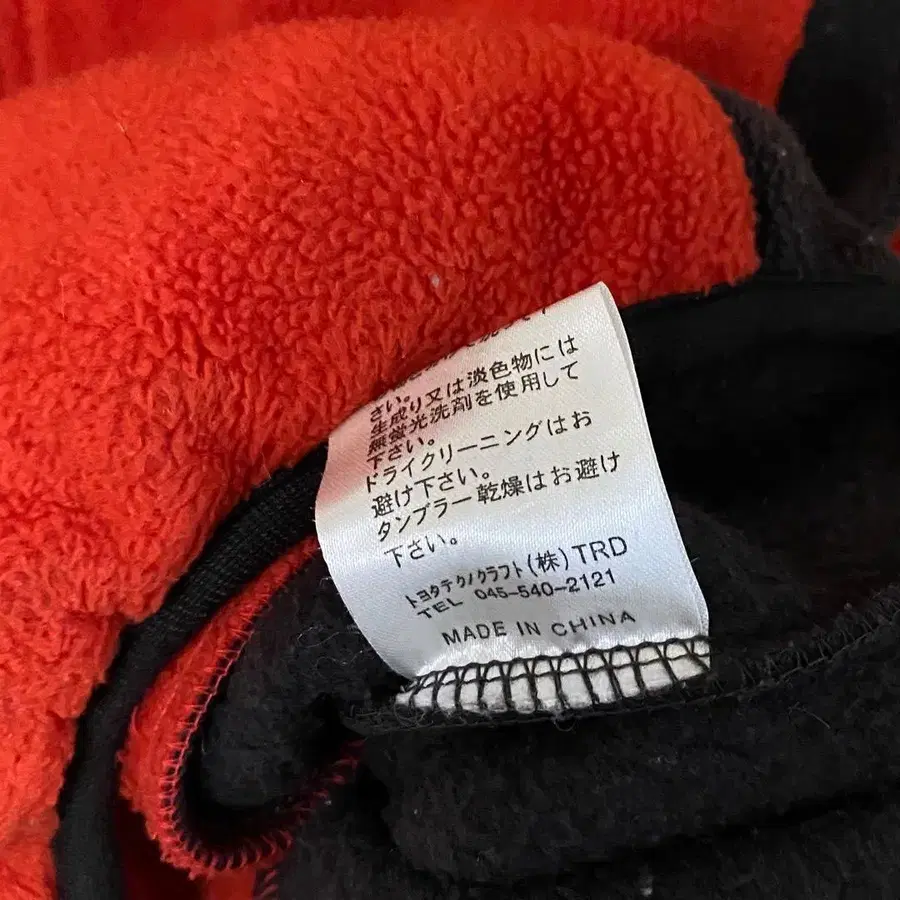 さい。
生成り又は淡色物には
無蛍光洗剤を使用して
下さい。
ドライクリーニングはお
避け下さい。
タンブラー乾燥はお避け
下さい。
トヨタテクノクラフト(株)TRD
TEL 045-540-2121
MADE IN CHINA